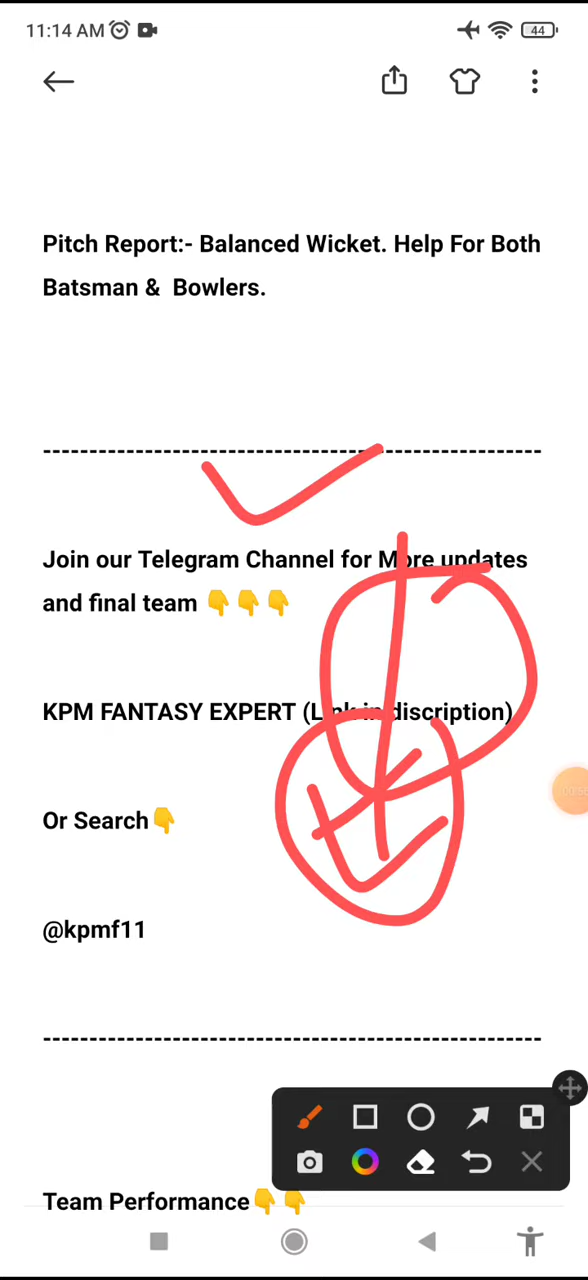 11:14 AM
44
Pitch Report:- Balanced Wicket. Help For Both
Batsman & Bowlers.
-----------------------------------------------------
Join our Telegram Channel for More updates
and final team 👇👇👇
KPM FANTASY EXPERT (Link in discription)
Or Search👇
@kpmf11
-----------------------------------------------------
Team Performance👇👇